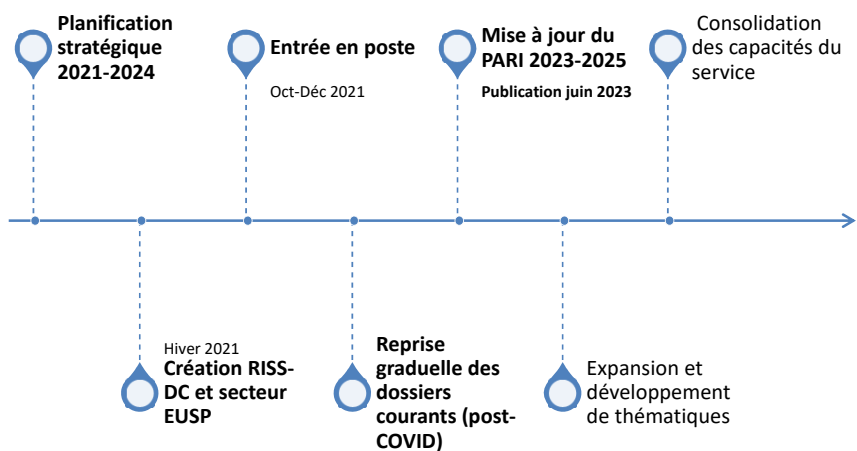 Planification
stratégique
2021-2024
Entrée en poste
Oct-Déc 2021
Mise à jour du
PARI 2023-2025
Publication juin 2023
Consolidation
des capacités du
service
Hiver 2021
Création RISS-
DC et secteur
EUSP
Reprise
graduelle des
dossiers
courants (post-
COVID)
Expansion et
développement
de thématiques